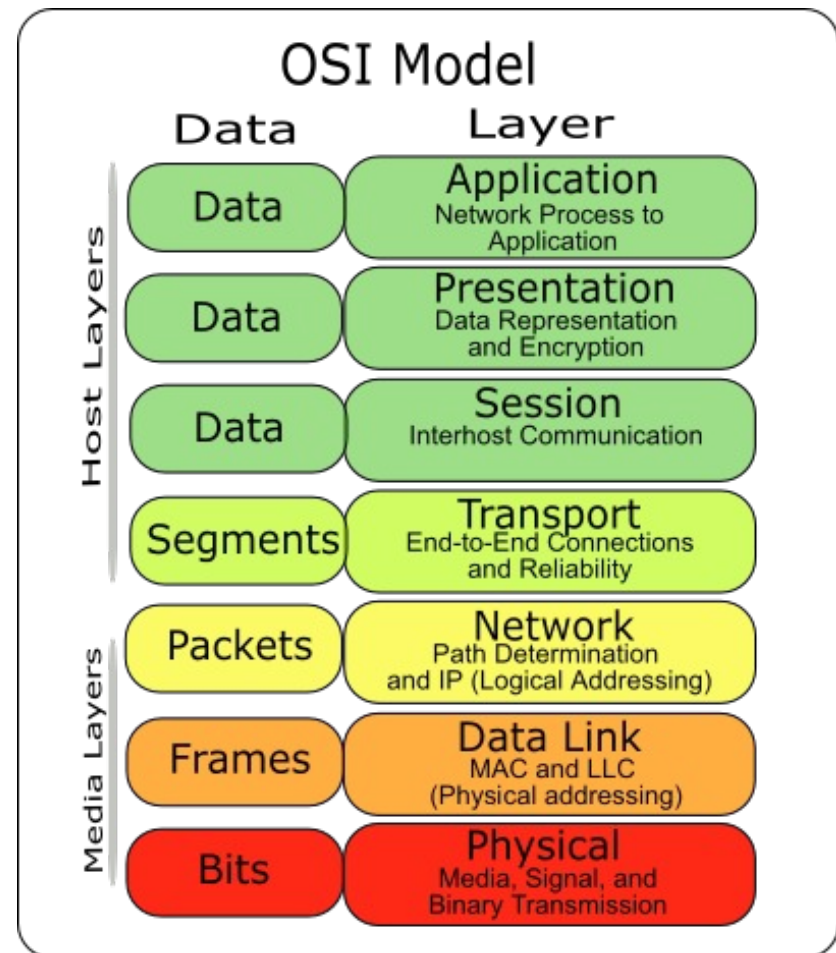 OSI Model
Data Layer
Host Layers
Data
Application
Network Process to
Application
Data
Presentation
Data Representation
and Encryption
Data
Session
Interhost Communication
Segments
Transport
End-to-End Connections
and Reliability
Media Layers
Packets
Network
Path Determination
and IP (Logical Addressing)
Frames
Data Link
MAC and LLC
(Physical addressing)
Bits
Physical
Media, Signal, and
Binary Transmission